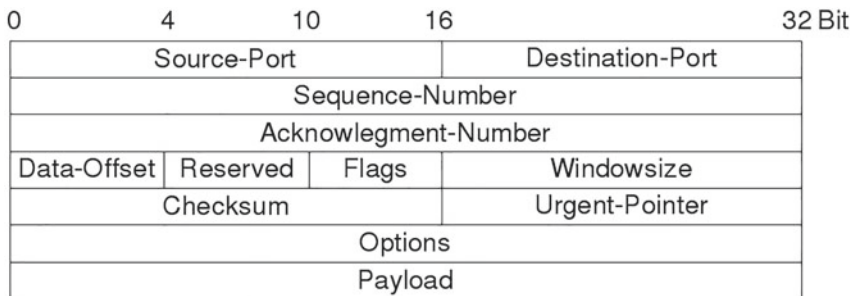 0 4 10 16 32 Bit
Source-Port Destination-Port
Sequence-Number
Acknowlegment-Number
Data-Offset Reserved Flags Windowsize
Checksum Urgent-Pointer
Options
Payload